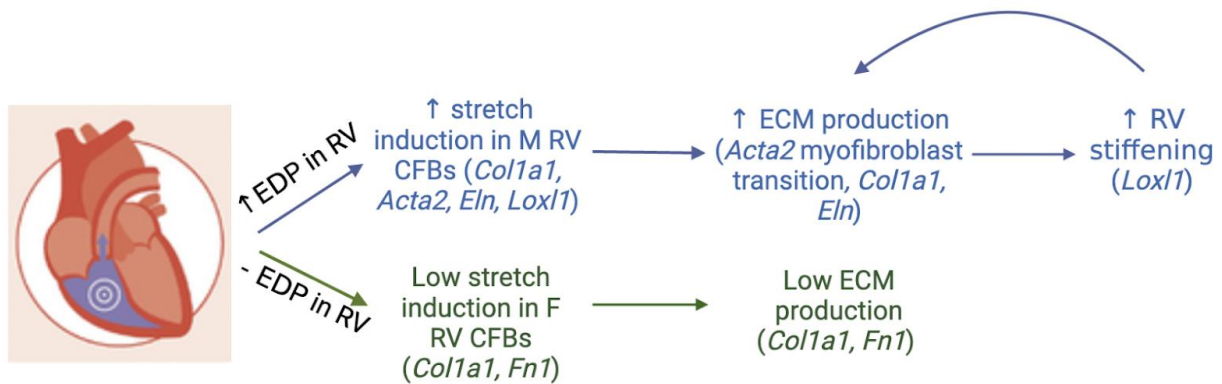 ↑EDP in RV
- EDP in RV
↑ stretch
induction in M RV
CFBs (Col1a1,
Acta2, Eln, Loxl1)
↑ ECM production
(Acta2 myofibroblast
transition, Col1a1,
Eln)
↑ RV
stiffening
(Loxl1)
Low stretch
induction in F
RV CFBs
(Col1a1, Fn1)
Low ECM
production
(Col1a1, Fn1)